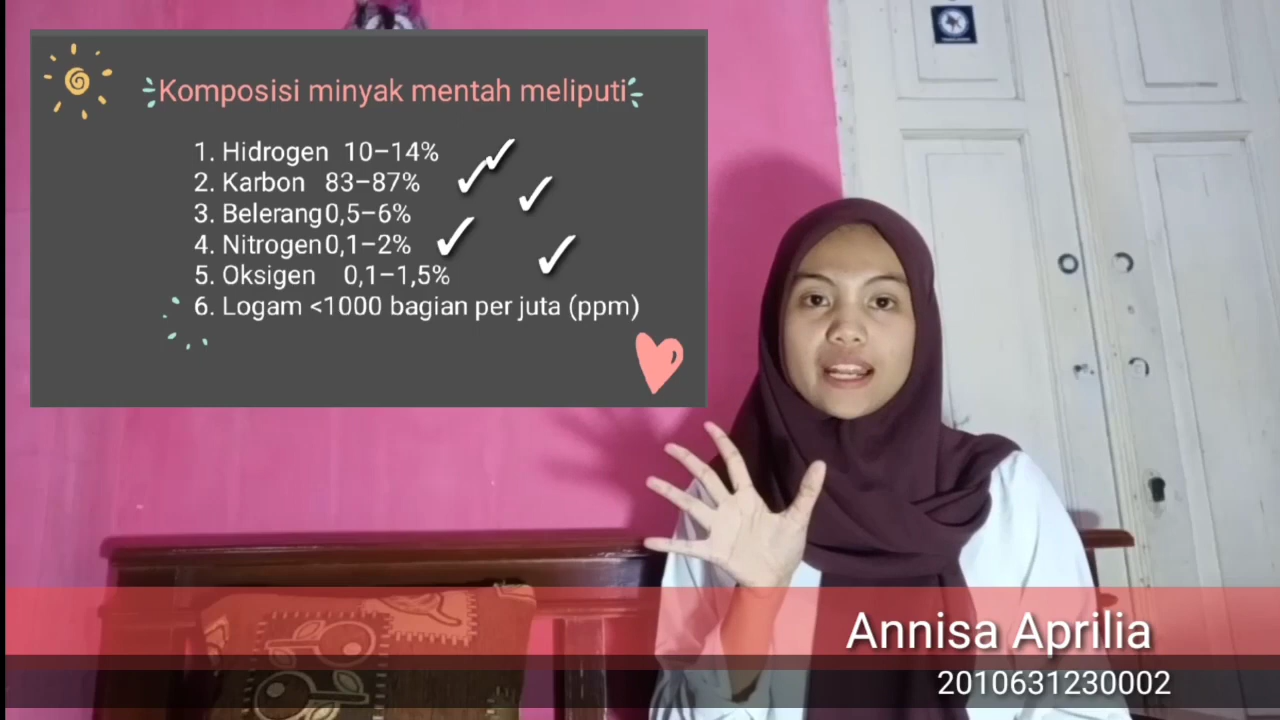 Komposisi minyak mentah meliputi
1. Hidrogen 10–14%
2. Karbon 83–87%
3. Belerang 0,5–6%
4. Nitrogen 0,1–2%
5. Oksigen 0,1–1,5%
6. Logam <1000 bagian per juta (ppm)
Annisa Aprilia
2010631230002